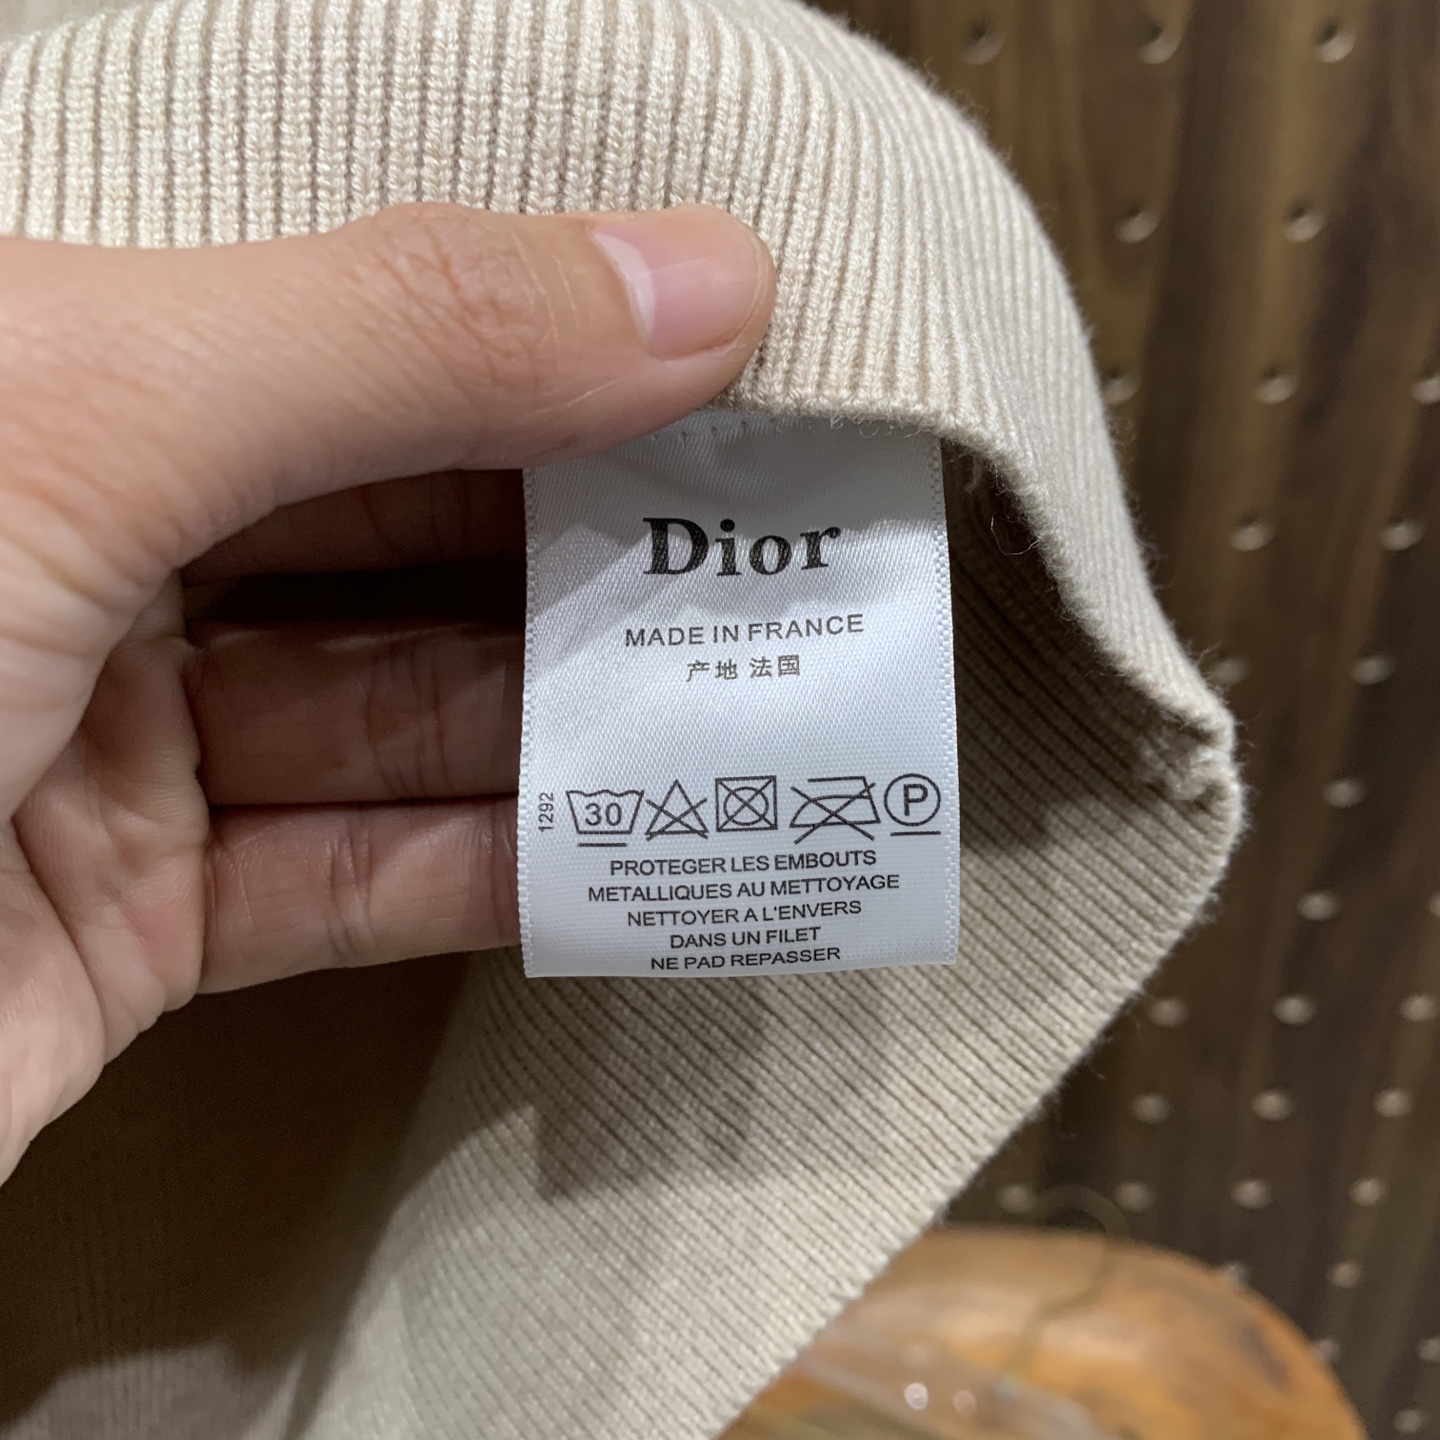 Dior
MADE IN FRANCE
产地 法国
1292
30
P
PROTEGER LES EMBOUTS
METALLIQUES AU METTOYAGE
NETTOYER A L'ENVERS
DANS UN FILET
NE PAD REPASSER